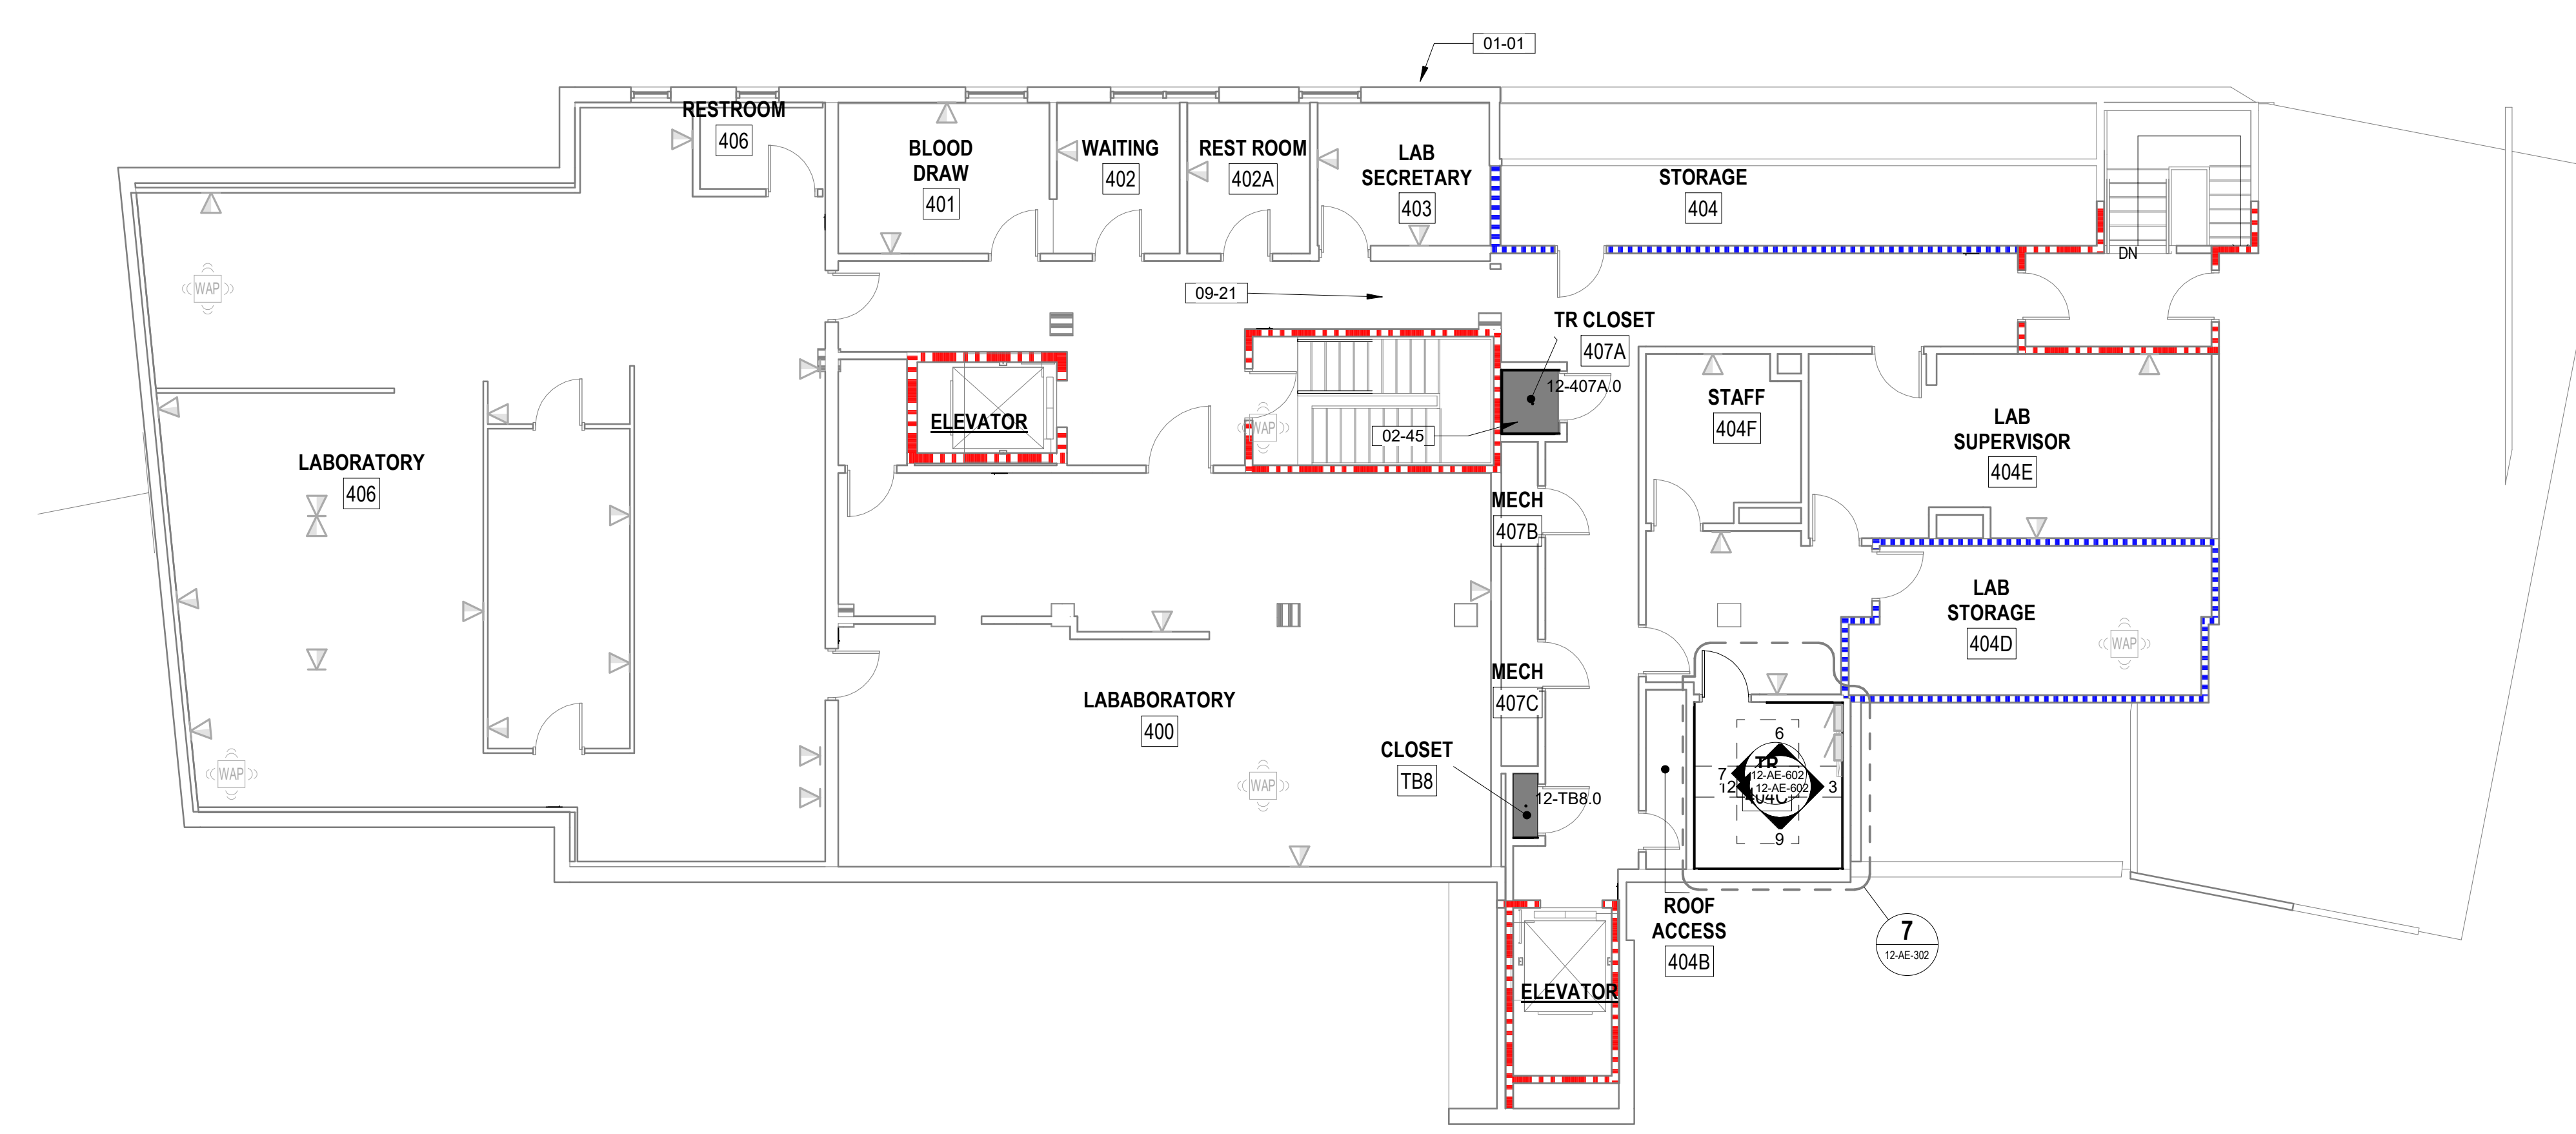 01-01
RESTROOM
406
BLOOD
DRAW
401
WAITING
402
REST ROOM
402A
LAB
SECRETARY
403
STORAGE
404
DN
WAP
09-21
TR CLOSET
407A
12-407A.0
ELEVATOR
WAP
02-45
STAFF
404F
LAB
SUPERVISOR
404E
LABORATORY
406
MECH
407B
LAB
STORAGE
404D
WAP
MECH
407C
LABABORATORY
400
CLOSET
TB8
12-TB8.0
WAP
WAP
6
TR
7
12-AE-602
12
12-AE-602
3
404C
9
ROOF
ACCESS
404B
7
12-AE-302
ELEVATOR